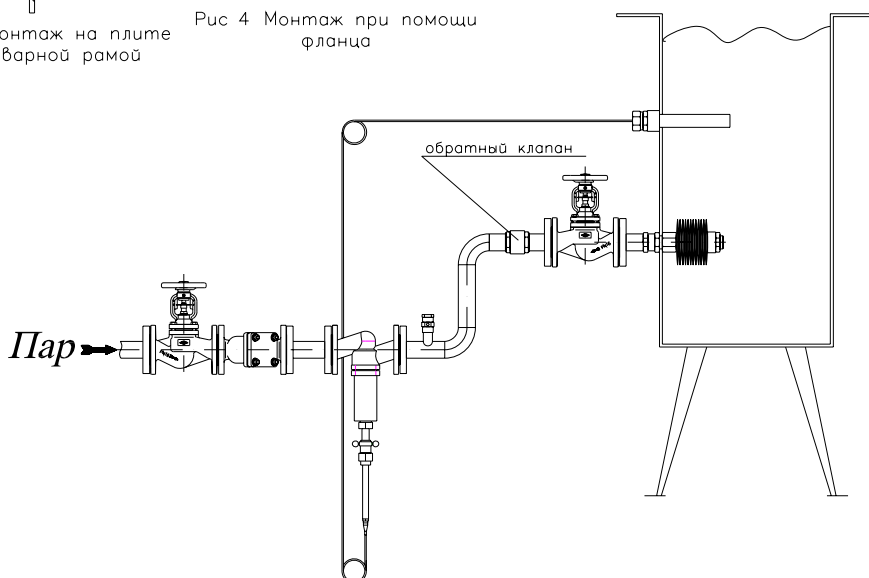 онтаж на плите
варной рамой
Рис 4 Монтаж при помощи
фланца
обратный клапан
Пар